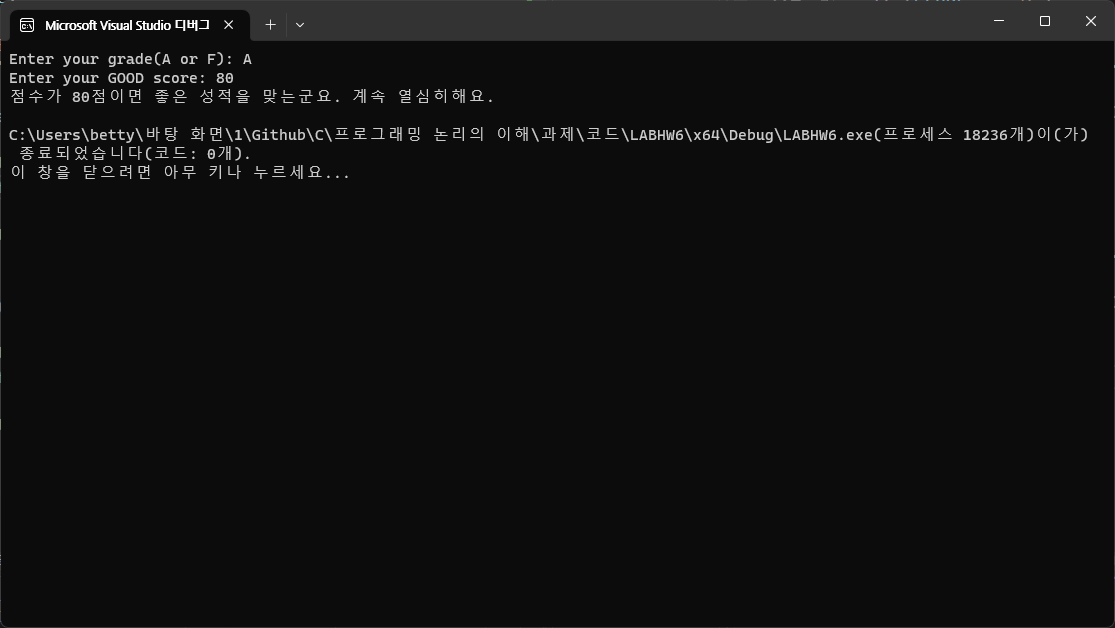 Microsoft Visual Studio 디버그
Enter your grade(A or F): A
Enter your GOOD score: 80
점수가 80점이면 좋은 성적을 맞는군요. 계속 열심히해요.
C:\Users\betty\바탕 화면\1\Github\C\프로그래밍 논리의 이해\과제\코드\LABHW6\x64\Debug\LABHW6.exe(프로세스 18236개)이(가)
종료되었습니다(코드: 0개).
이 창을 닫으려면 아무 키나 누르세요...